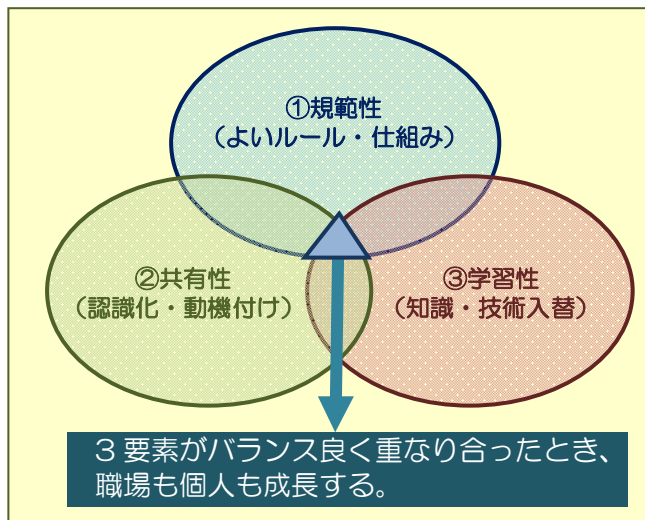 ①規範性
（よいルール・仕組み）
②共有性
（認識化・動機付け）
③学習性
（知識・技術入替）
３要素がバランス良く重なり合ったとき、
職場も個人も成長する。